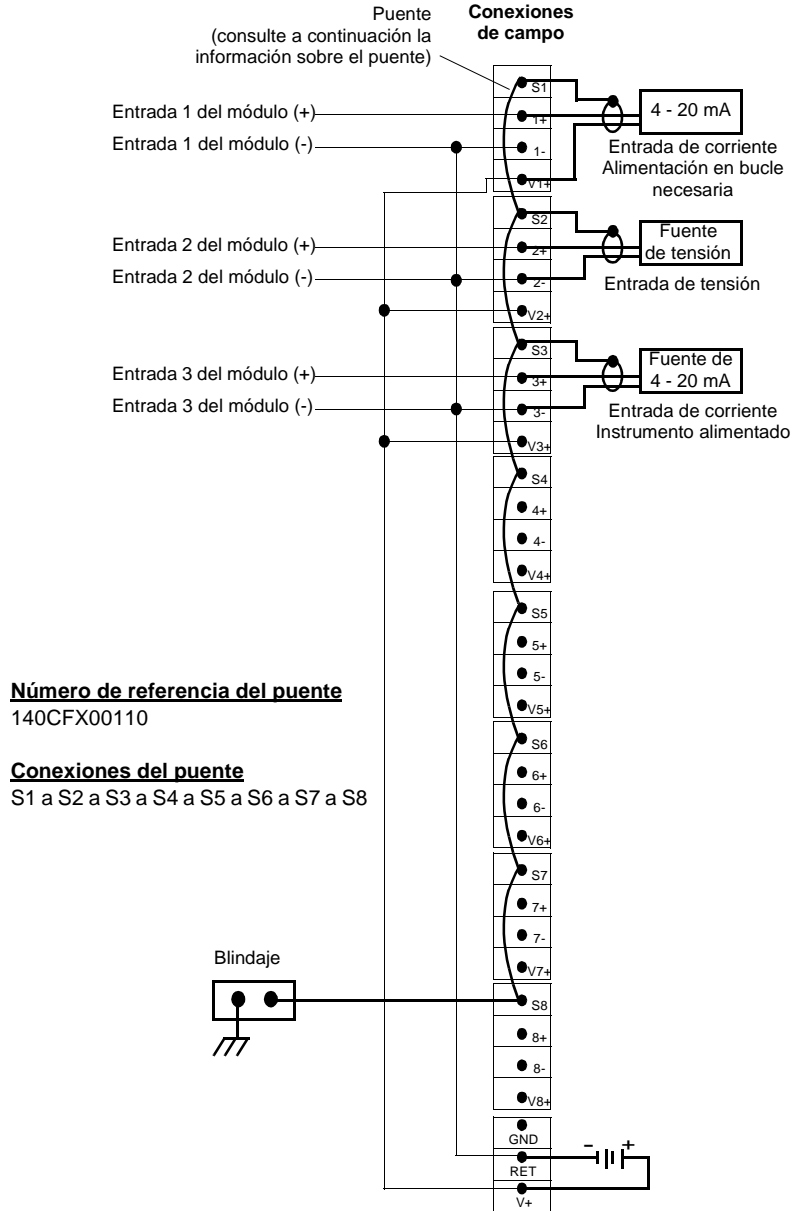 Puente
(consulte a continuación la
información sobre el puente)
Conexiones
de campo
S1
Entrada 1 del módulo (+)
1+
4 - 20 mA
Entrada 1 del módulo (-)
1-
Entrada de corriente
Alimentación en bucle
necesaria
V1+
S2
Entrada 2 del módulo (+)
2+
Fuente
de tensión
Entrada 2 del módulo (-)
2-
Entrada de tensión
V2+
S3
Entrada 3 del módulo (+)
3+
Fuente de
4 - 20 mA
Entrada 3 del módulo (-)
3-
Entrada de corriente
Instrumento alimentado
V3+
S4
4+
4-
V4+
S5
5+
5-
V5+
Número de referencia del puente
140CFX00110
S6
Conexiones del puente
S1 a S2 a S3 a S4 a S5 a S6 a S7 a S8
6+
6-
V6+
S7
7+
7-
V7+
Blindaje
S8
8+
8-
V8+
GND
- +
RET
V+